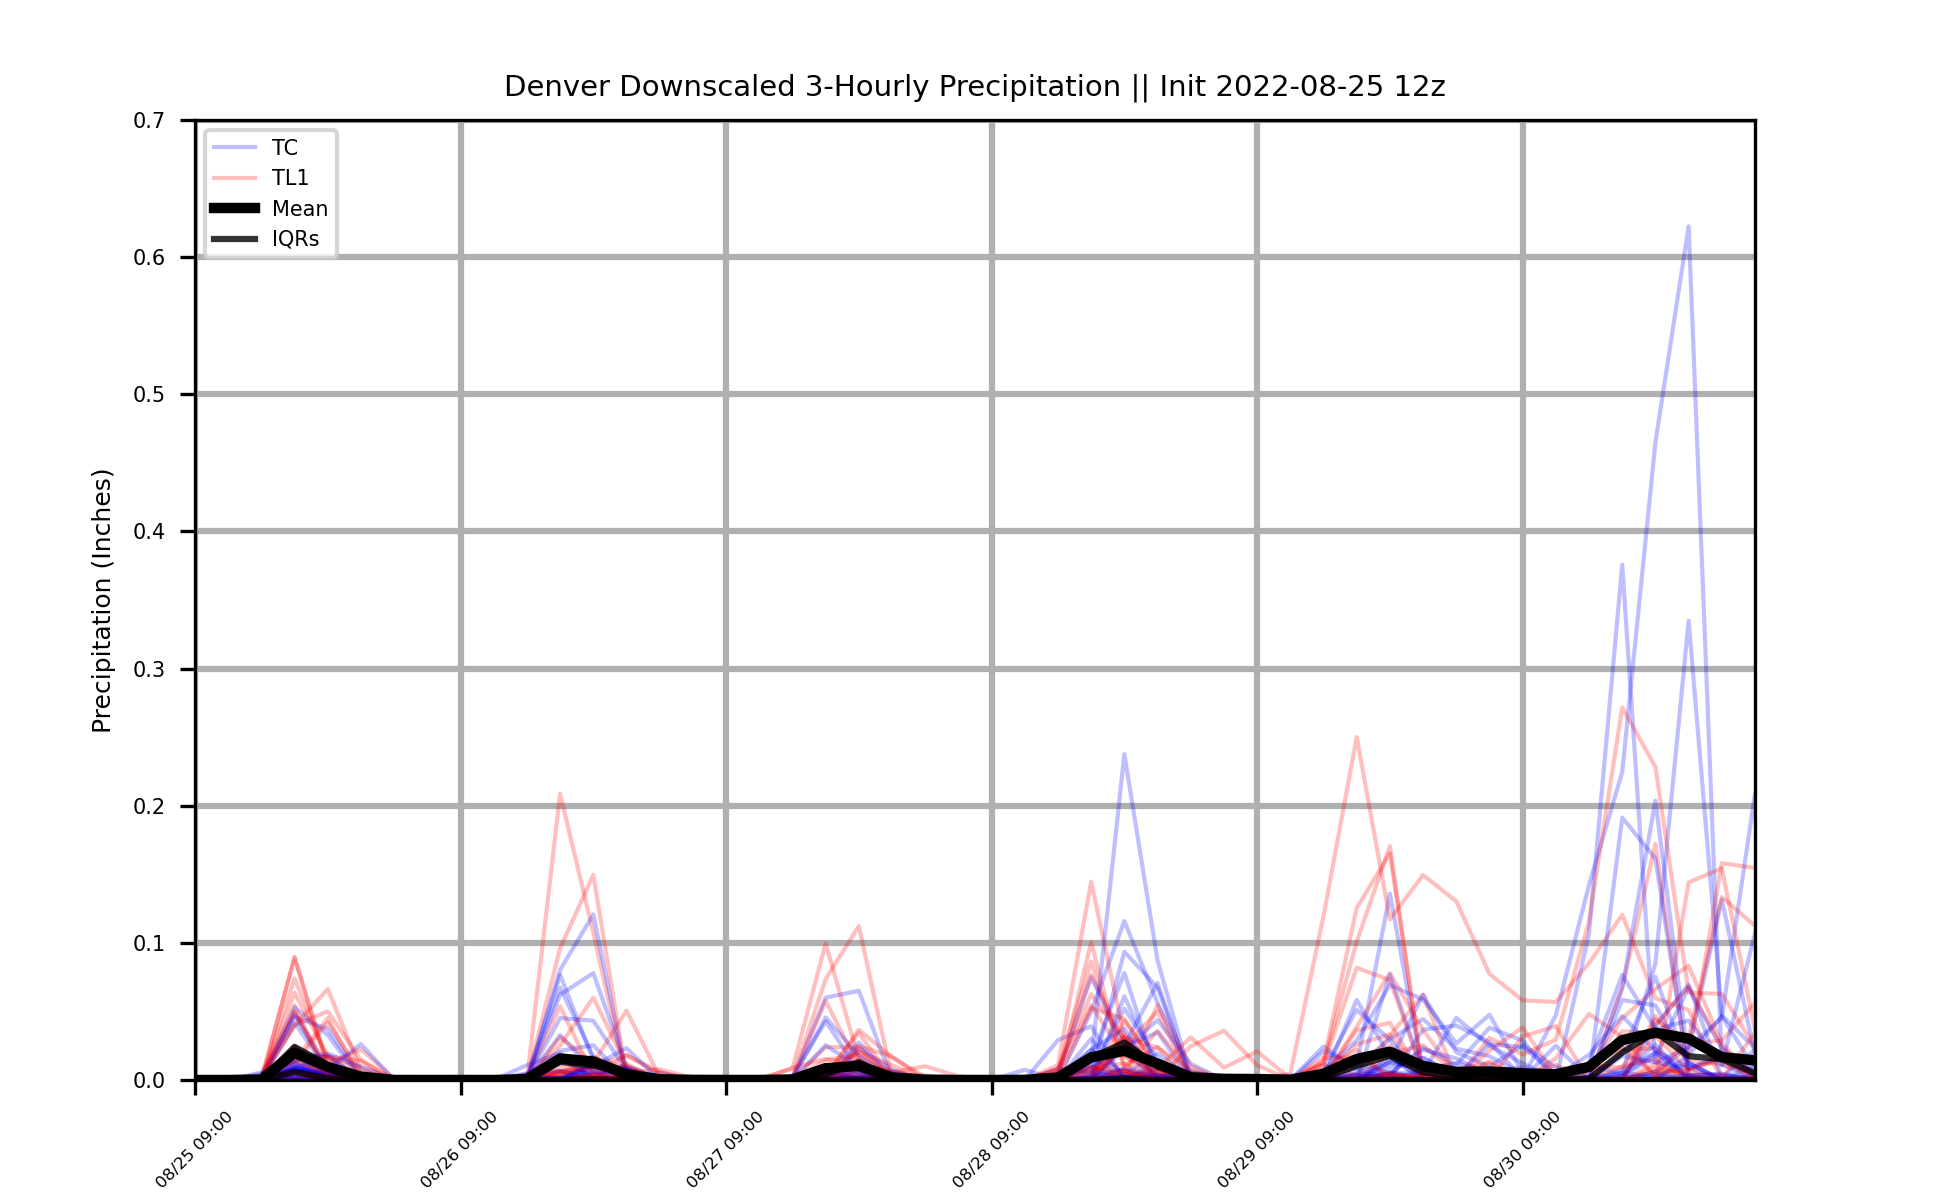 Denver Downscaled 3-Hourly Precipitation || Init 2022-08-25 12z
Precipitation (Inches)
0.7
0.6
0.5
0.4
0.3
0.2
0.1
0.0
TC
TL1
Mean
IQRs
08/25 09:00
08/26 09:00
08/27 09:00
08/28 09:00
08/29 09:00
08/30 09:00